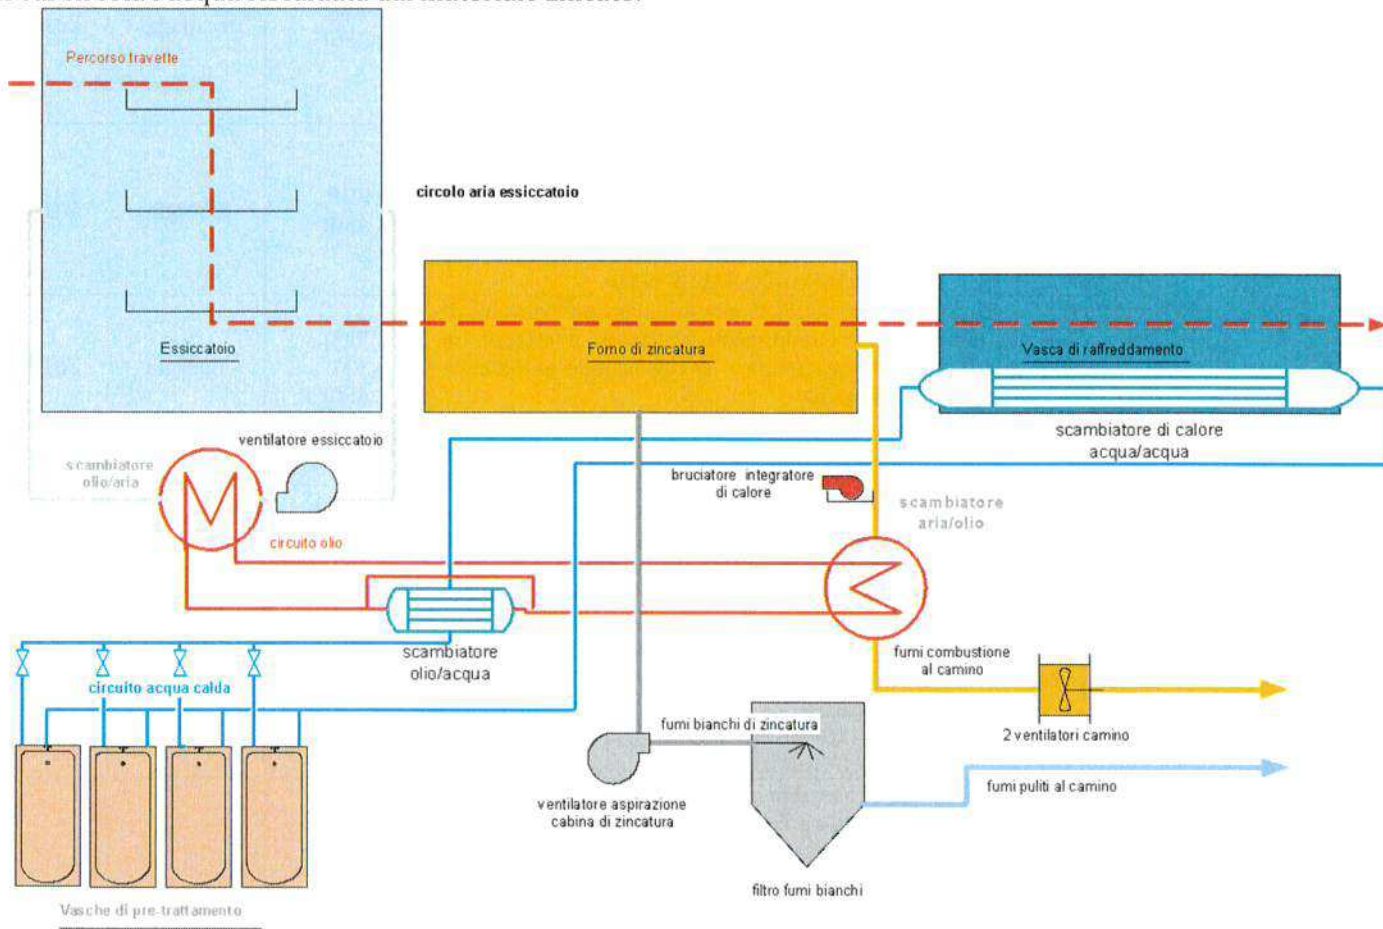 Percorso travette
circolo aria essiccatoio
Essiccatoio
Forno di zincatura
Vasca di raffreddamento
scambiatore
olio/aria
ventilatore essiccatoio
scambiatore di calore
acqua/acqua
bruciatore integratore
di calore
scambiatore
aria/olio
circuito olio
scambiatore
olio/acqua
fumi combustione
al camino
circuito acqua calda
fumi bianchi di zincatura
2 ventilatori camino
fumi puliti al camino
ventilatore aspirazione
cabina di zincatura
filtro fumi bianchi
Vasche di pre-trattamento